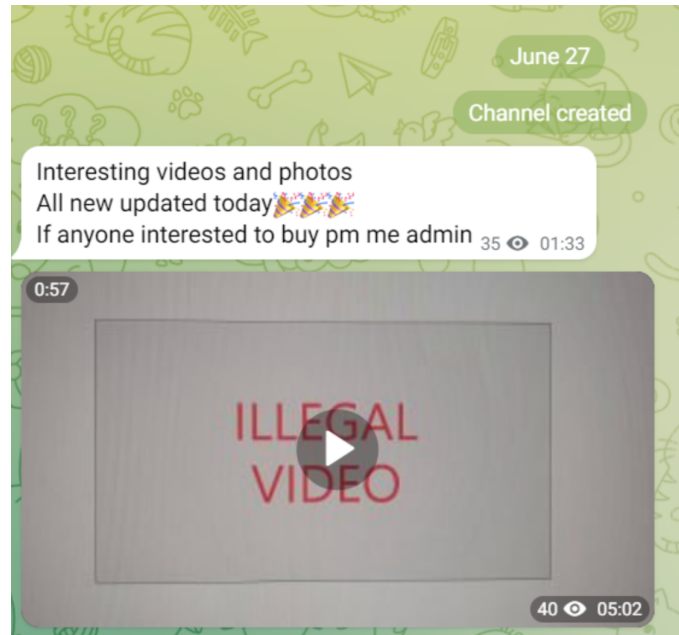 June 27
Channel created
Interesting videos and photos
All new updated today🎉🎉🎉
If anyone interested to buy pm me admin
35 01:33
0:57
ILLEGAL
VIDEO
40 05:02